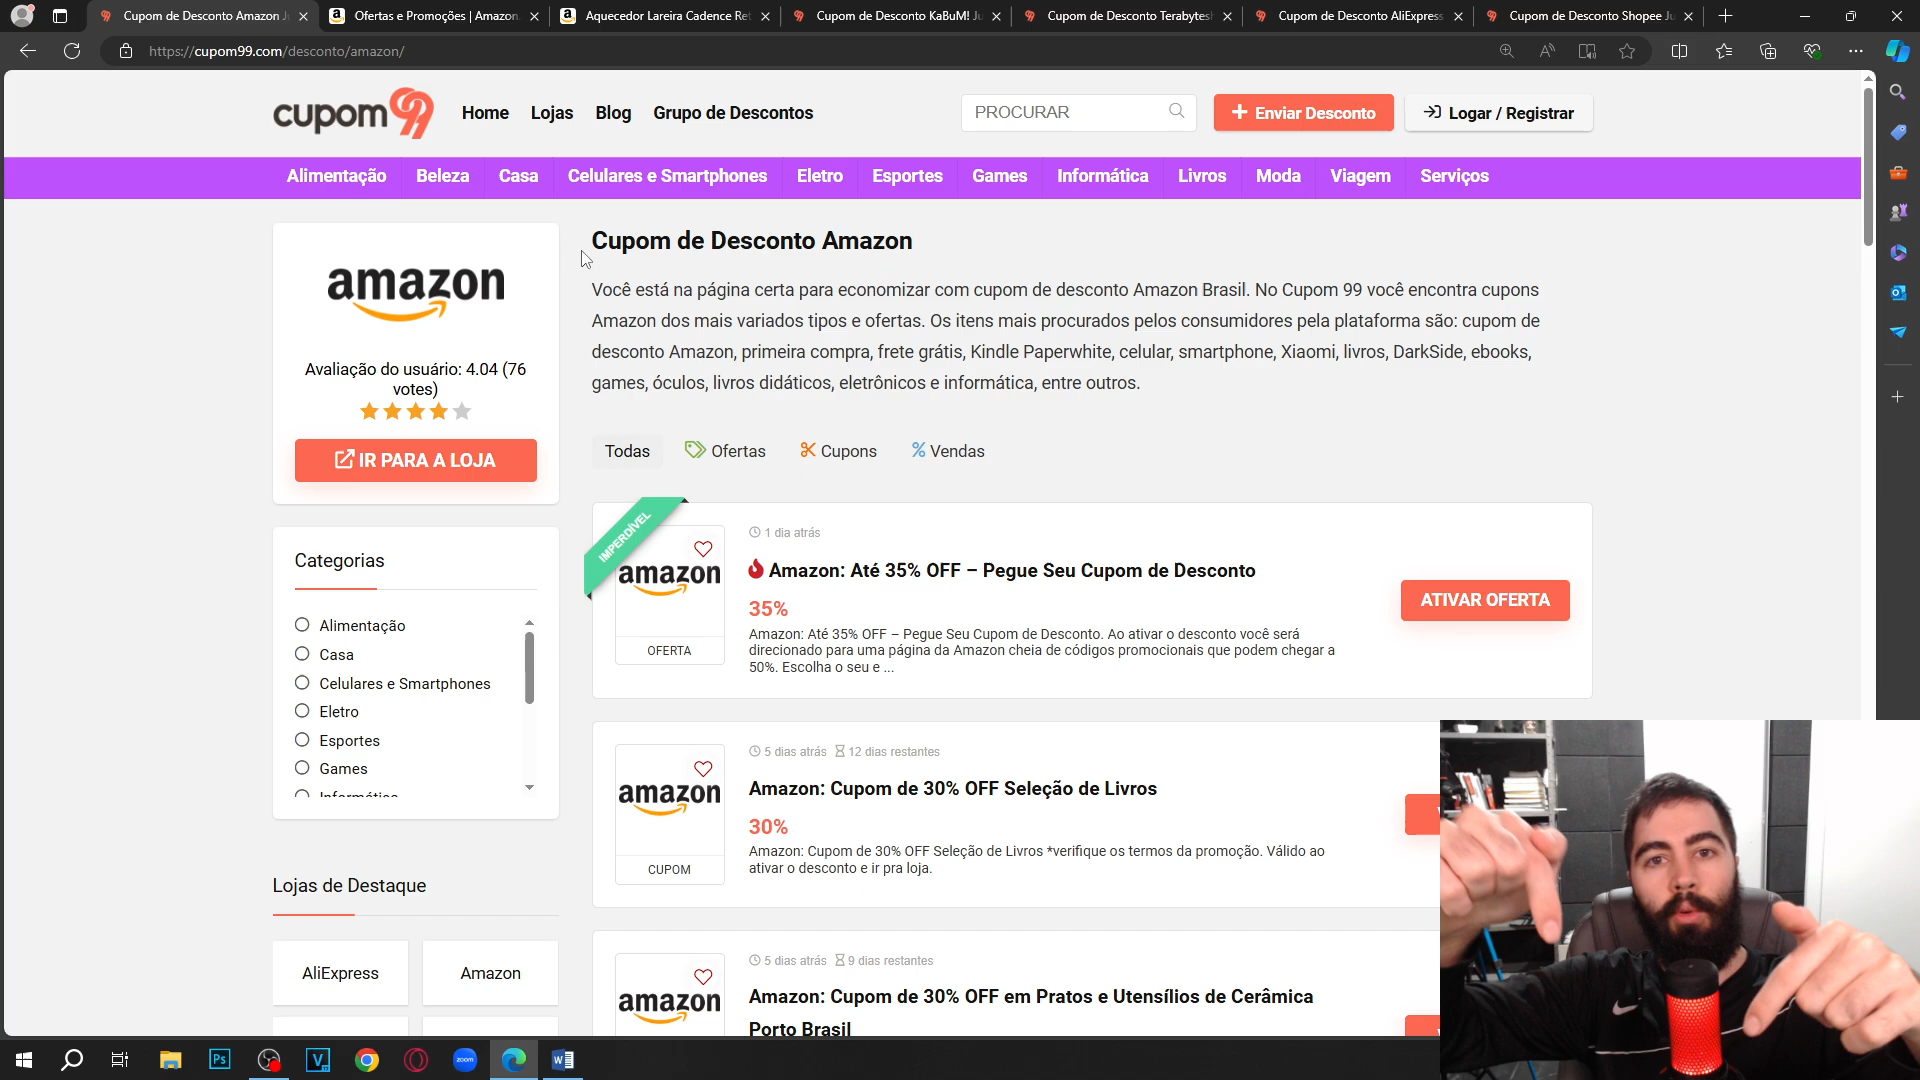 Cupom de Desconto Amazon J
Ofertas e Promoções | Amazon.
Aquecedor Lareira Cadence Ret
Cupom de Desconto KaBuM! Ju
Cupom de Desconto Terabytesh
Cupom de Desconto AliExpress
Cupom de Desconto Shopee Ju
https://cupom99.com/desconto/amazon/
cupom99
Home
Lojas
Blog
Grupo de Descontos
PROCURAR
Enviar Desconto
Logar / Registrar
Alimentação
Beleza
Casa
Celulares e Smartphones
Eletro
Esportes
Games
Informática
Livros
Moda
Viagem
Serviços
amazon
Avaliação do usuário: 4.04 (76
votes)
IR PARA A LOJA
Categorias
Alimentação
Casa
Celulares e Smartphones
Eletro
Esportes
Games
Informática
Lojas de Destaque
AliExpress
Amazon
Cupom de Desconto Amazon
Você está na página certa para economizar com cupom de desconto Amazon Brasil. No Cupom 99 você encontra cupons
Amazon dos mais variados tipos e ofertas. Os itens mais procurados pelos consumidores pela plataforma são: cupom de
desconto Amazon, primeira compra, frete grátis, Kindle Paperwhite, celular, smartphone, Xiaomi, livros, DarkSide, ebooks,
games, óculos, livros didáticos, eletrônicos e informática, entre outros.
Todas
Ofertas
Cupons
% Vendas
IMPERDÍVEL
amazon
OFERTA
1 dia atrás
Amazon: Até 35% OFF – Pegue Seu Cupom de Desconto
35%
Amazon: Até 35% OFF – Pegue Seu Cupom de Desconto. Ao ativar o desconto você será
direcionado para uma página da Amazon cheia de códigos promocionais que podem chegar a
50%. Escolha o seu e ...
ATIVAR OFERTA
amazon
CUPOM
5 dias atrás 12 dias restantes
Amazon: Cupom de 30% OFF Seleção de Livros
30%
Amazon: Cupom de 30% OFF Seleção de Livros *verifique os termos da promoção. Válido ao
ativar o desconto e ir pra loja.
amazon
5 dias atrás 9 dias restantes
Amazon: Cupom de 30% OFF em Pratos e Utensílios de Cerâmica
Porto Brasil
Ps
V
zoom
W